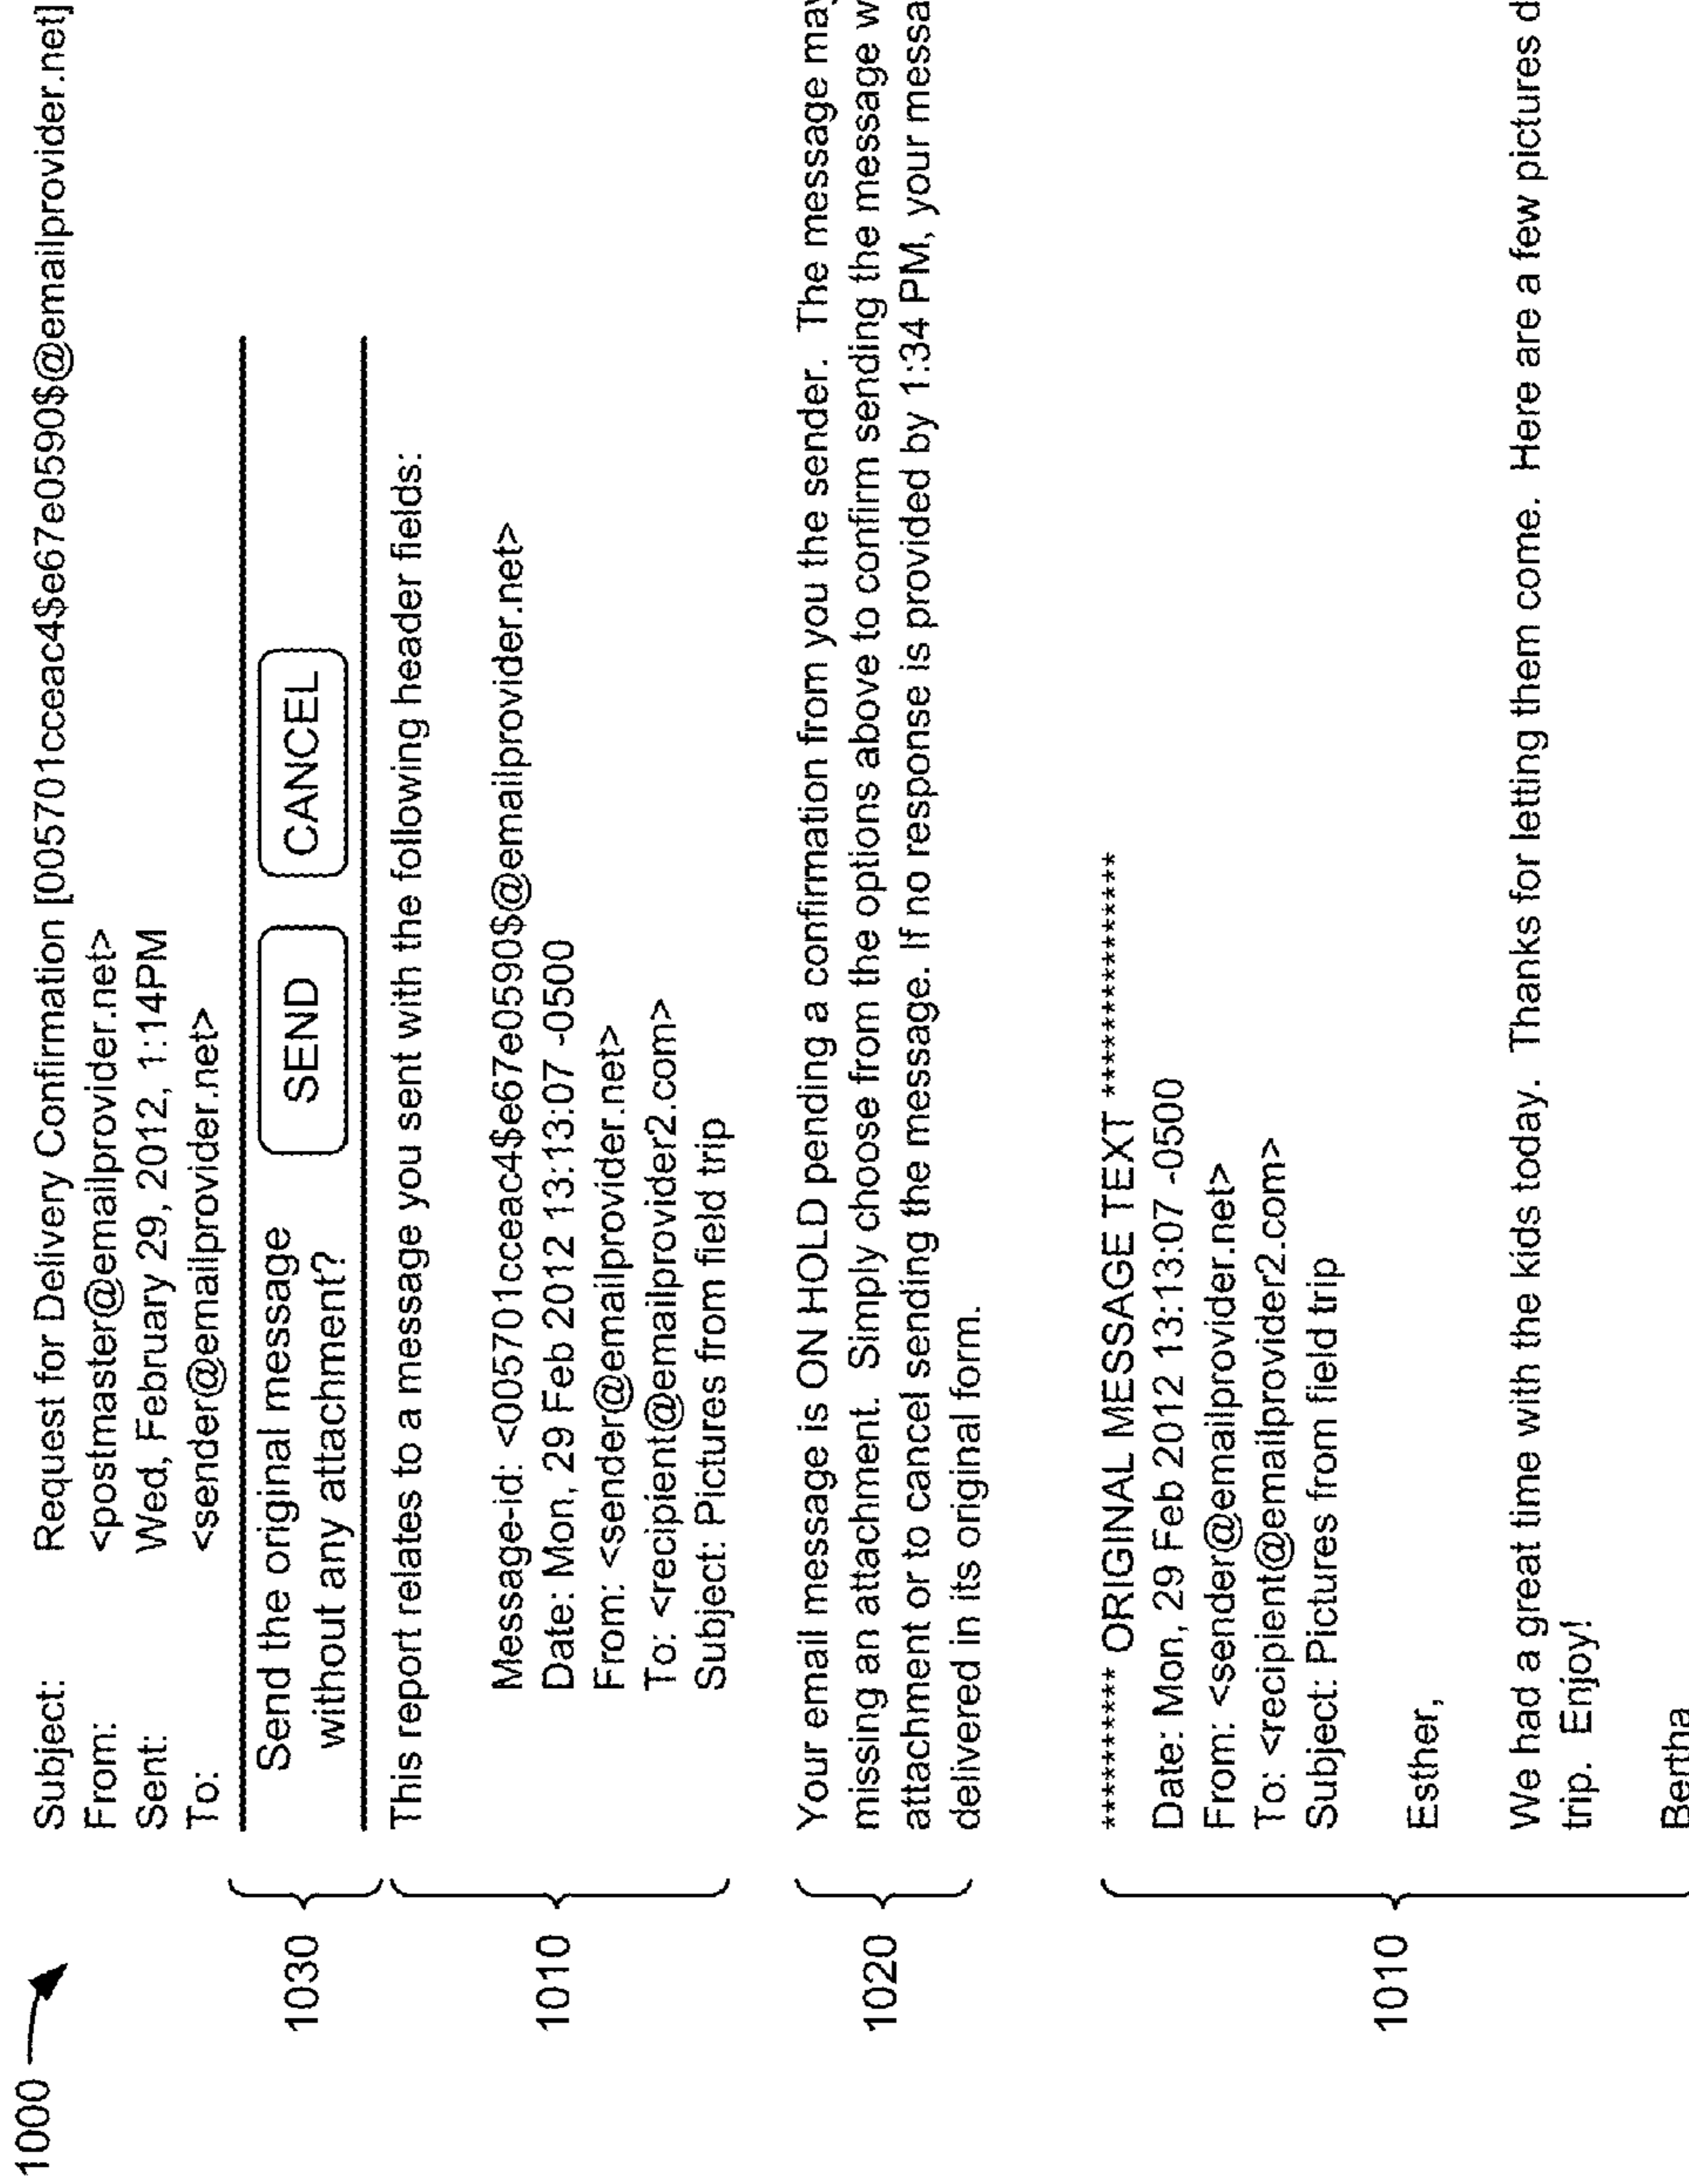 1000
Subject: Request for Delivery Confirmation [005701cceac4$e67e0590$@emailprovider.net]
From: <postmaster@emailprovider.net>
Sent: Wed, February 29, 2012, 1:14PM
To: <sender@emailprovider.net>
1030
Send the original message
without any attachment?
SEND CANCEL
This report relates to a message you sent with the following header fields:
1010
Message-id: <005701cceac4$e67e0590$@emailprovider.net>
Date: Mon, 29 Feb 2012 13:13:07 -0500
From: <sender@emailprovider.net>
To: <recipient@emailprovider2.com>
Subject: Pictures from field trip
1020
Your email message is ON HOLD pending a confirmation from you the sender. The message may
missing an attachment. Simply choose from the options above to confirm sending the message
attachment or to cancel sending the message. If no response is provided by 1:34 PM, your
delivered in its original form.
1010
********* ORIGINAL MESSAGE TEXT *********************
Date: Mon, 29 Feb 2012 13:13:07 -0500
From: <sender@emailprovider.net>
To: <recipient@emailprovider2.com>
Subject: Pictures from field trip
Esther,
We had a great time with the kids today. Thanks for letting them come. Here are a few pictures
trip. Enjoy!
Bertha